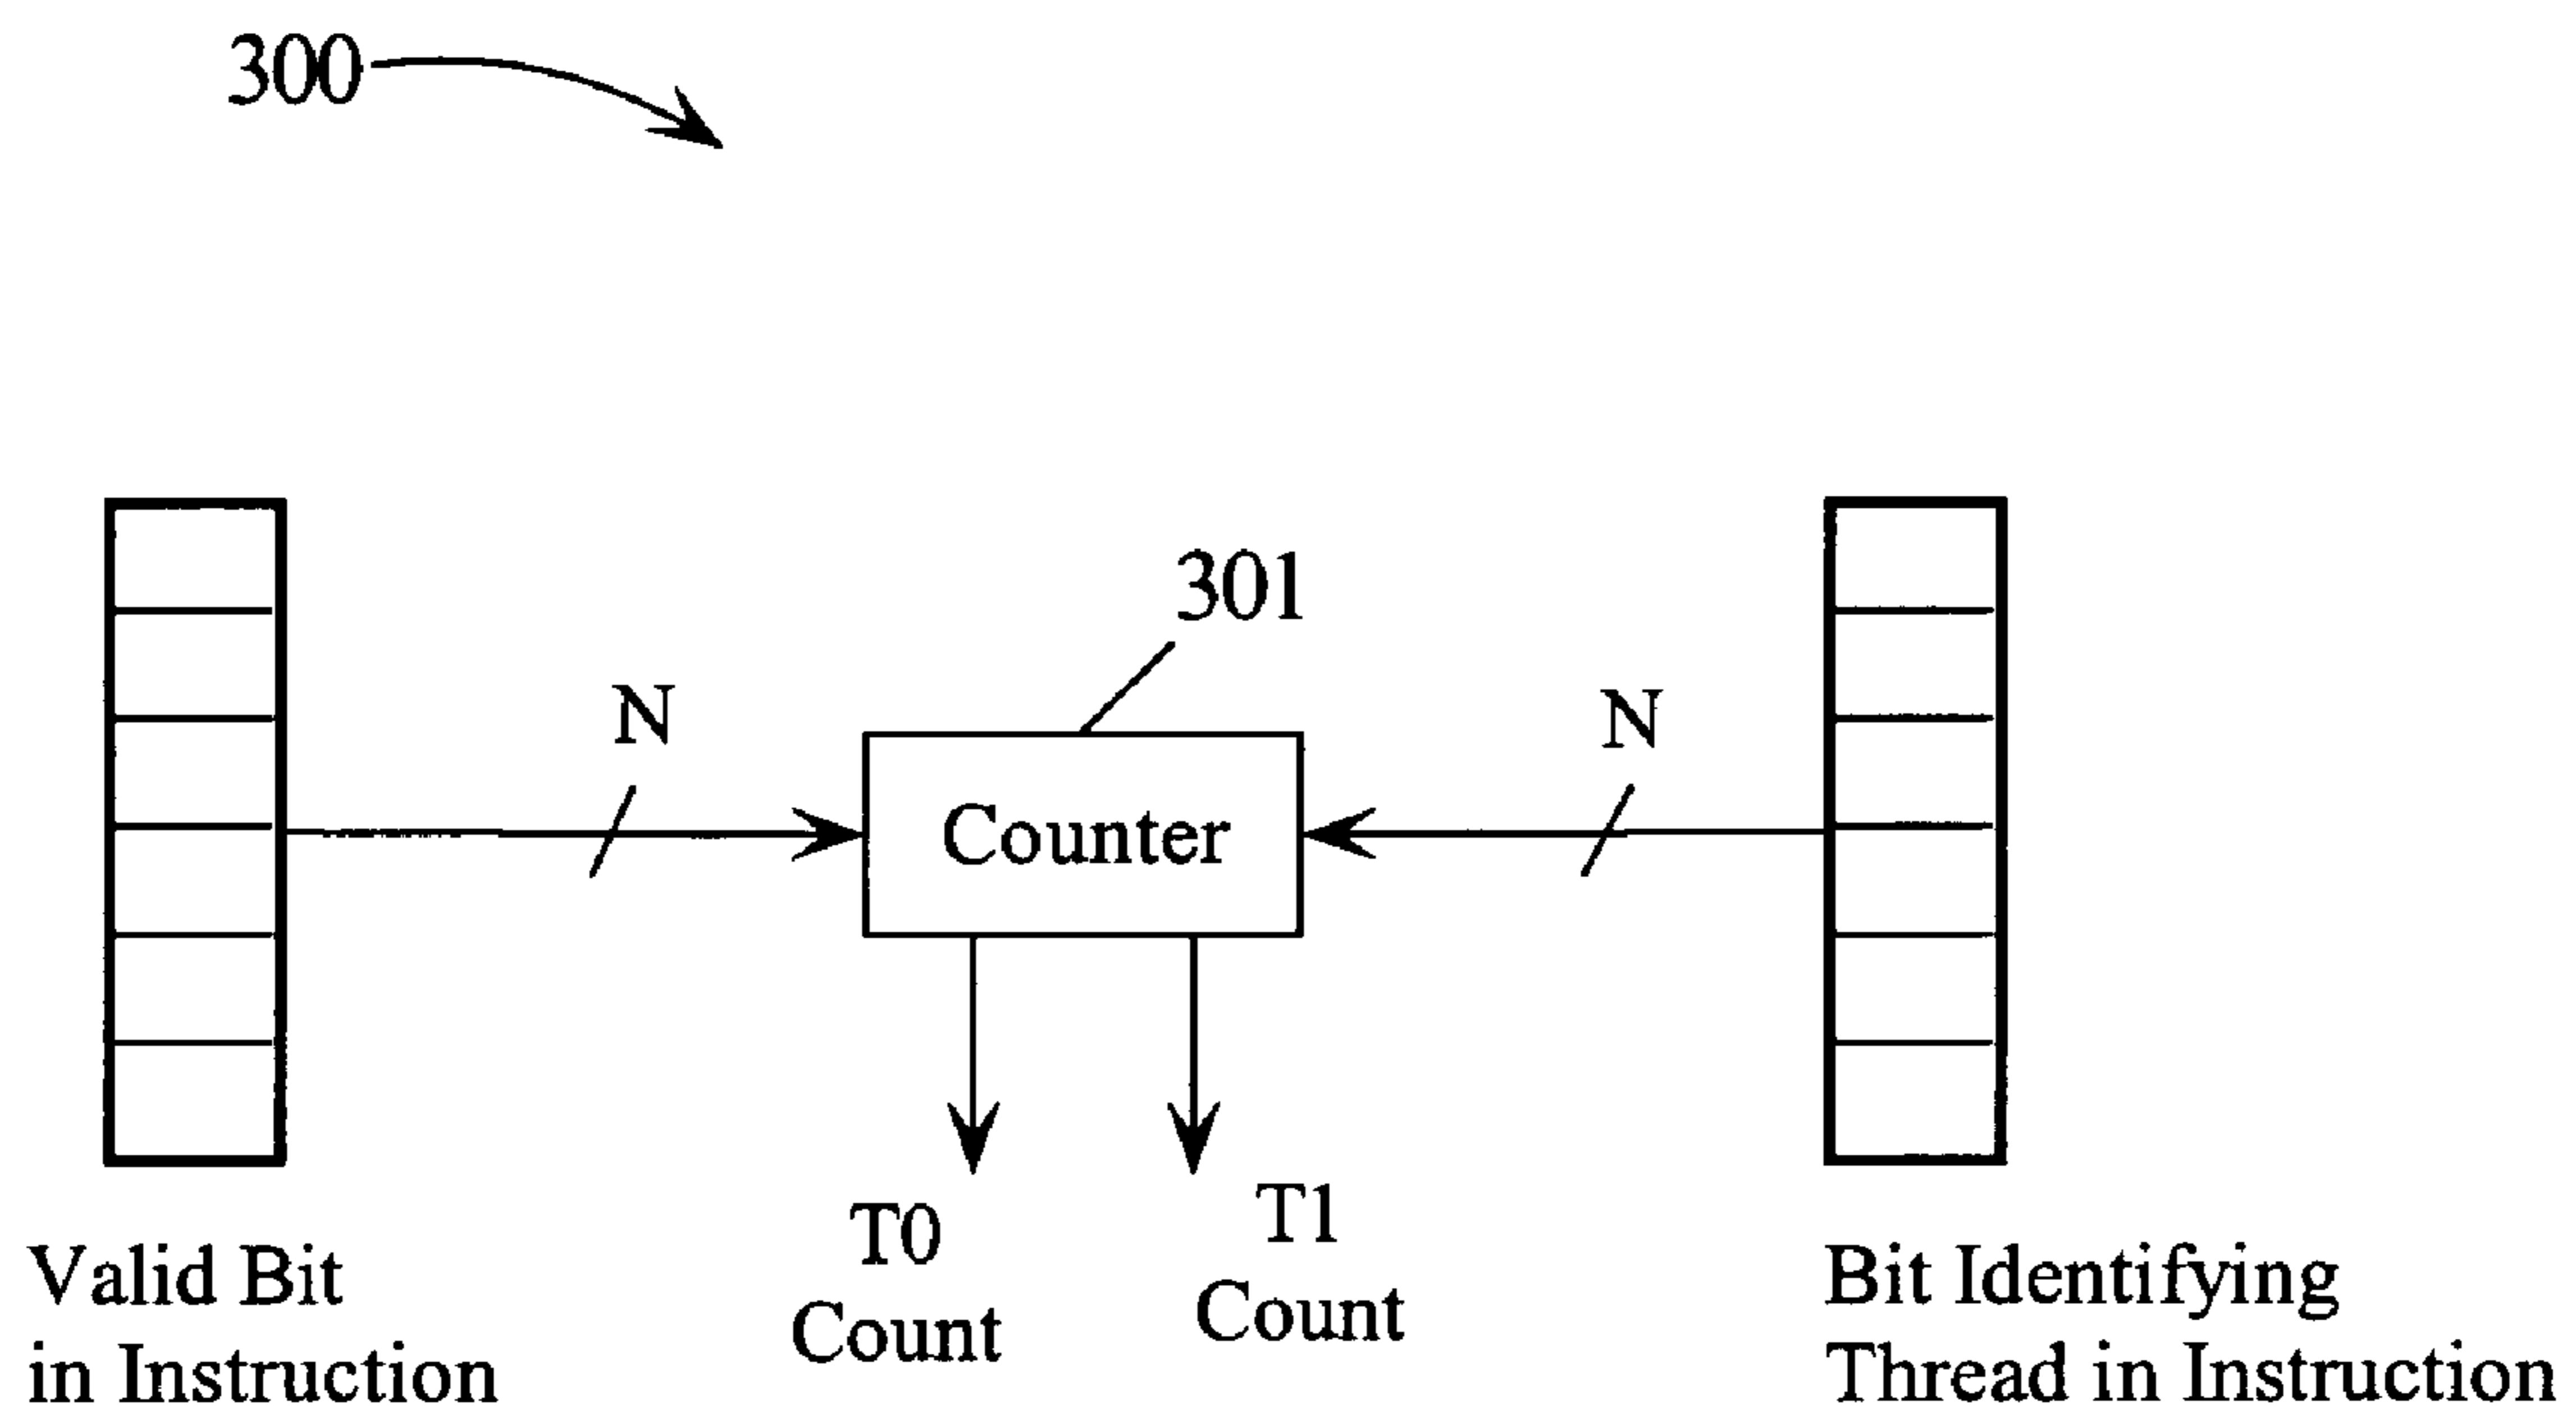 300
301
N
N
Counter
T0
Count
T1
Count
Valid Bit
in Instruction
Bit Identifying
Thread in Instruction